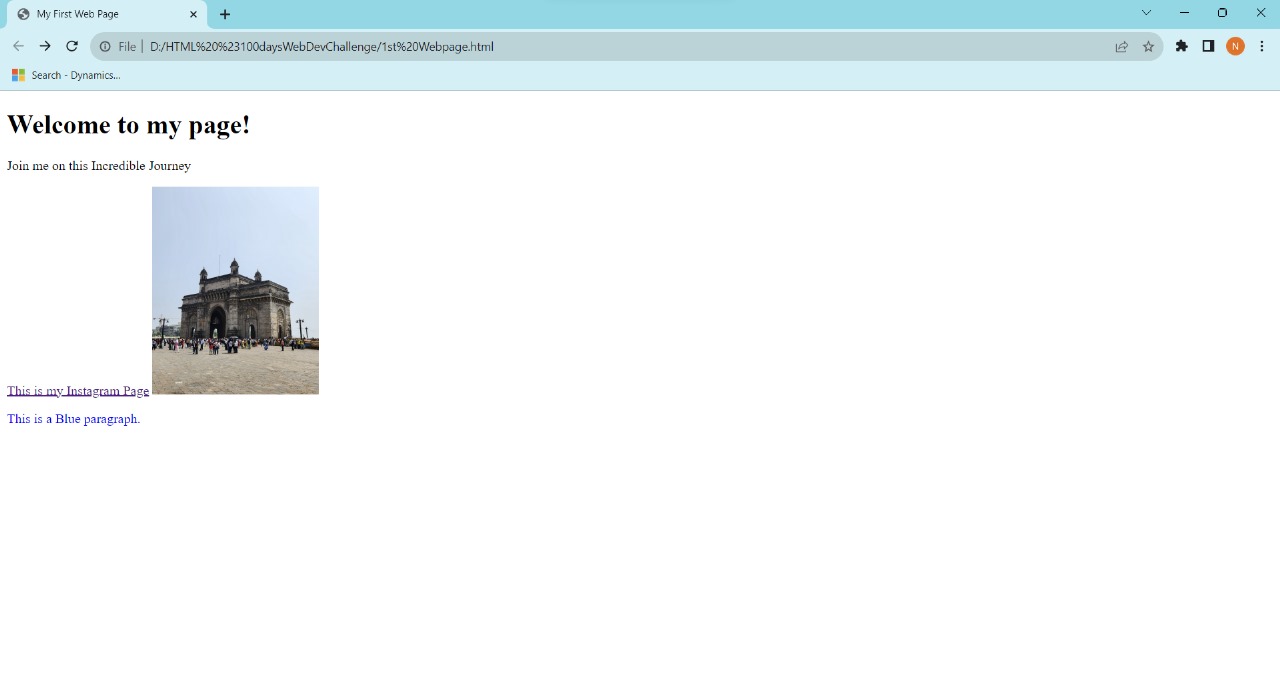 My First Web Page
File | D:/HTML%20%23100daysWebDevChallenge/1st%20Webpage.html
N
Search - Dynamics...
Welcome to my page!
Join me on this Incredible Journey
This is my Instagram Page
This is a Blue paragraph.